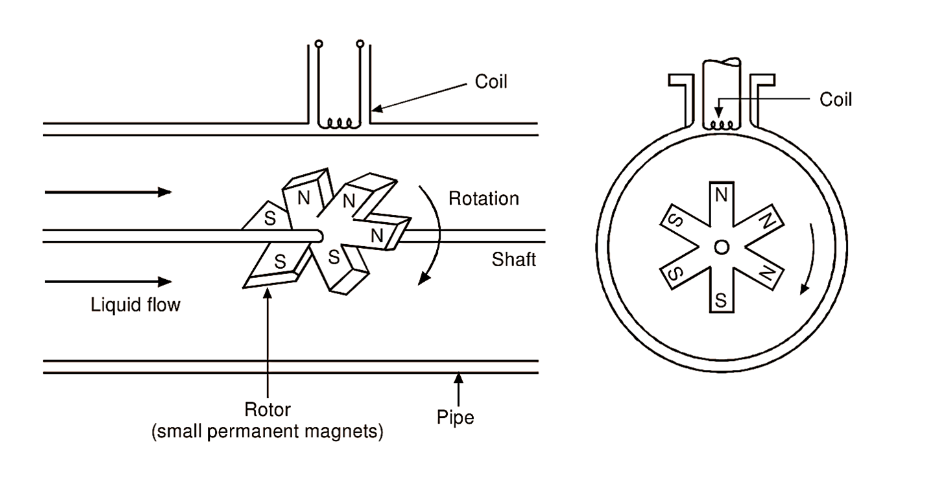 Coil
N
N
S
N
S
S
Rotation
Shaft
Liquid flow
Rotor
(small permanent magnets)
Pipe
Coil
N
S
N
S
N
S